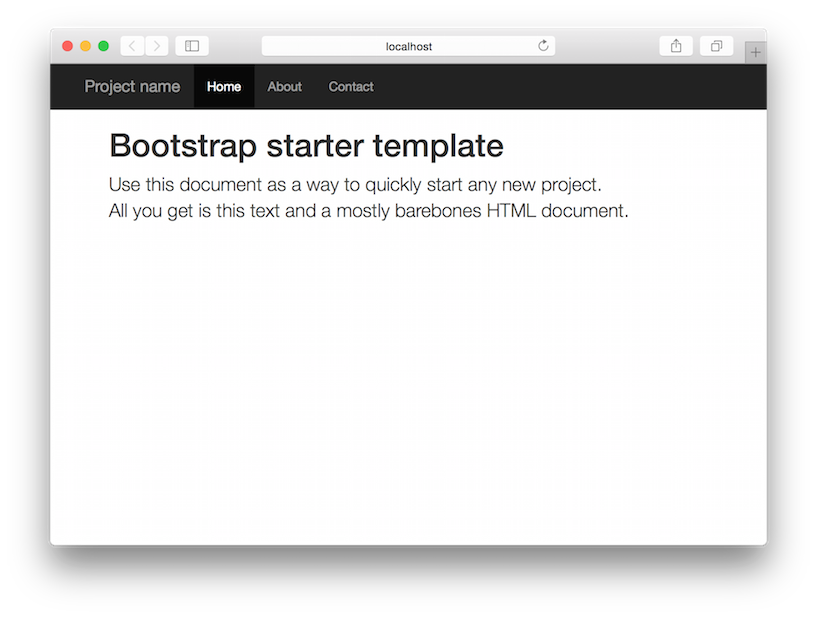 localhost
Project name Home About Contact
Bootstrap starter template
Use this document as a way to quickly start any new project.
All you get is this text and a mostly barebones HTML document.